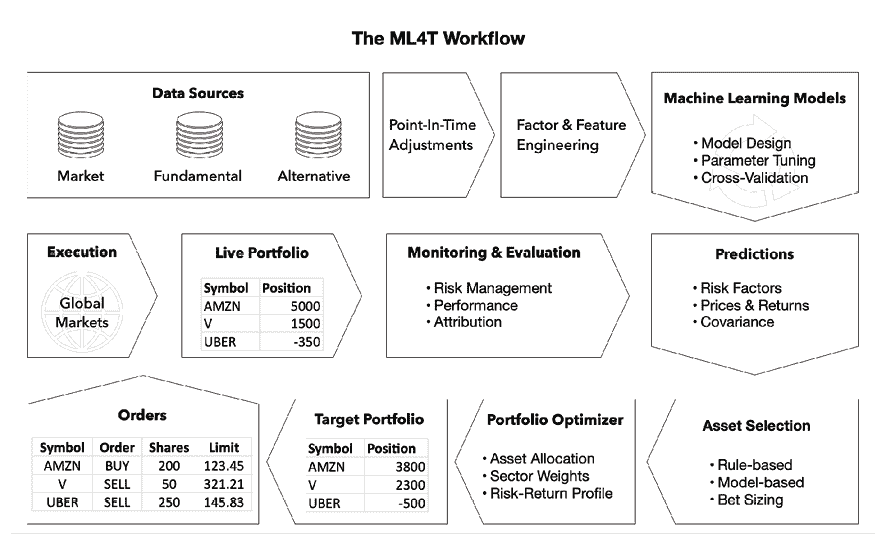 The ML4T Workflow
Data Sources
Market Fundamental Alternative
Point-In-Time
Adjustments
Factor & Feature
Engineering
Machine Learning Models
• Model Design
• Parameter Tuning
• Cross-Validation
Execution
Global
Markets
Live Portfolio
Symbol Position
AMZN 5000
V 1500
UBER -350
Monitoring & Evaluation
• Risk Management
• Performance
• Attribution
Predictions
• Risk Factors
• Prices & Returns
• Covariance
Orders
Symbol Order Shares Limit
AMZN BUY 200 123.45
V SELL 50 321.21
UBER SELL 250 145.83
Target Portfolio
Symbol Position
AMZN 3800
V 2300
UBER -500
Portfolio Optimizer
• Asset Allocation
• Sector Weights
• Risk-Return Profile
Asset Selection
• Rule-based
• Model-based
• Bet Sizing